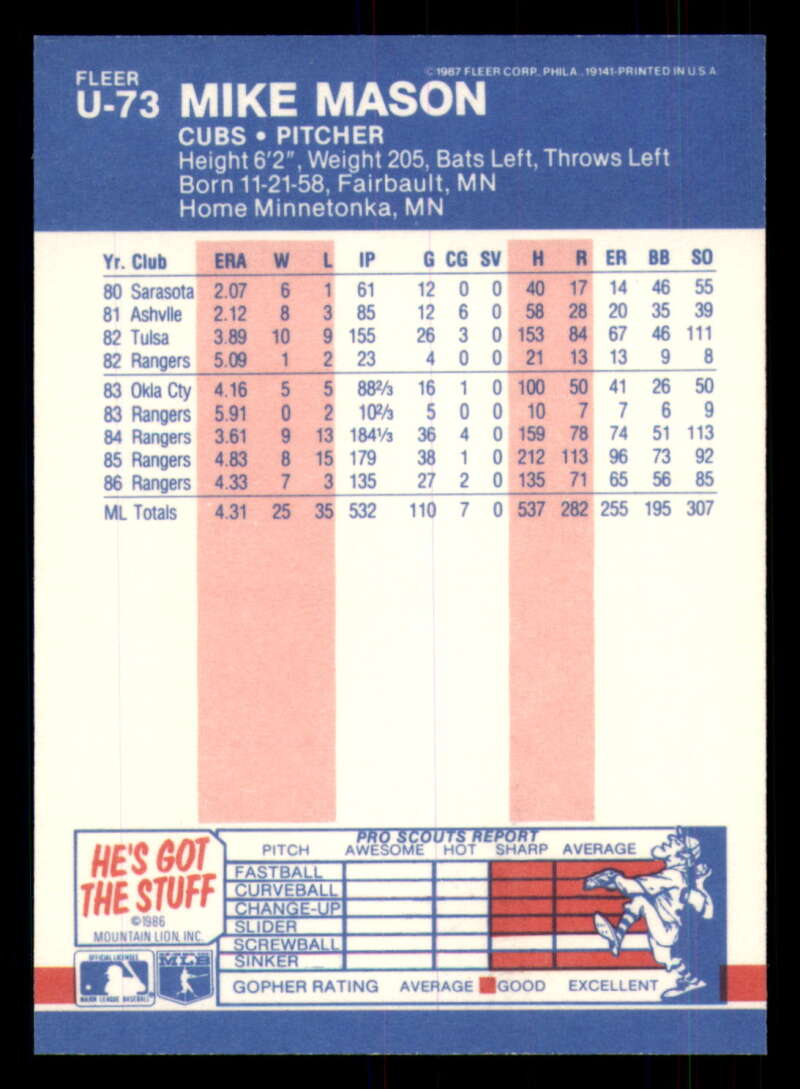 FLEER
©1987 FLEER CORP., PHILA., 19141-PRINTED IN U.S.A.
U-73 MIKE MASON
CUBS • PITCHER
Height 6'2", Weight 205, Bats Left, Throws Left
Born 11-21-58, Fairbault, MN
Home Minnetonka, MN
Yr. Club ERA W L IP G CG SV H R ER BB SO
80 Sarasota 2.07 6 1 61 12 0 0 40 17 14 46 55
81 Ashvlle 2.12 8 3 85 12 6 0 58 28 20 35 39
82 Tulsa 3.89 10 9 155 26 3 0 153 84 67 46 111
82 Rangers 5.09 1 2 23 4 0 0 21 13 13 9 8
83 Okla Cty 4.16 5 5 88⅔ 16 1 0 100 50 41 26 50
83 Rangers 5.91 0 2 10⅔ 5 0 0 10 7 7 6 9
84 Rangers 3.61 9 13 184⅓ 36 4 0 159 78 74 51 113
85 Rangers 4.83 8 15 179 38 1 0 212 113 96 73 92
86 Rangers 4.33 7 3 135 27 2 0 135 71 65 56 85
ML Totals 4.31 25 35 532 110 7 0 537 282 255 195 307
HE'S GOT
THE STUFF
©1986
MOUNTAIN LION, INC.
OFFICIAL LICENSEE
MAJOR LEAGUE BASEBALL
MLB
PRO SCOUTS REPORT
PITCH AWESOME HOT SHARP AVERAGE
FASTBALL
CURVEBALL
CHANGE-UP
SLIDER
SCREWBALL
SINKER
GOPHER RATING AVERAGE GOOD EXCELLENT